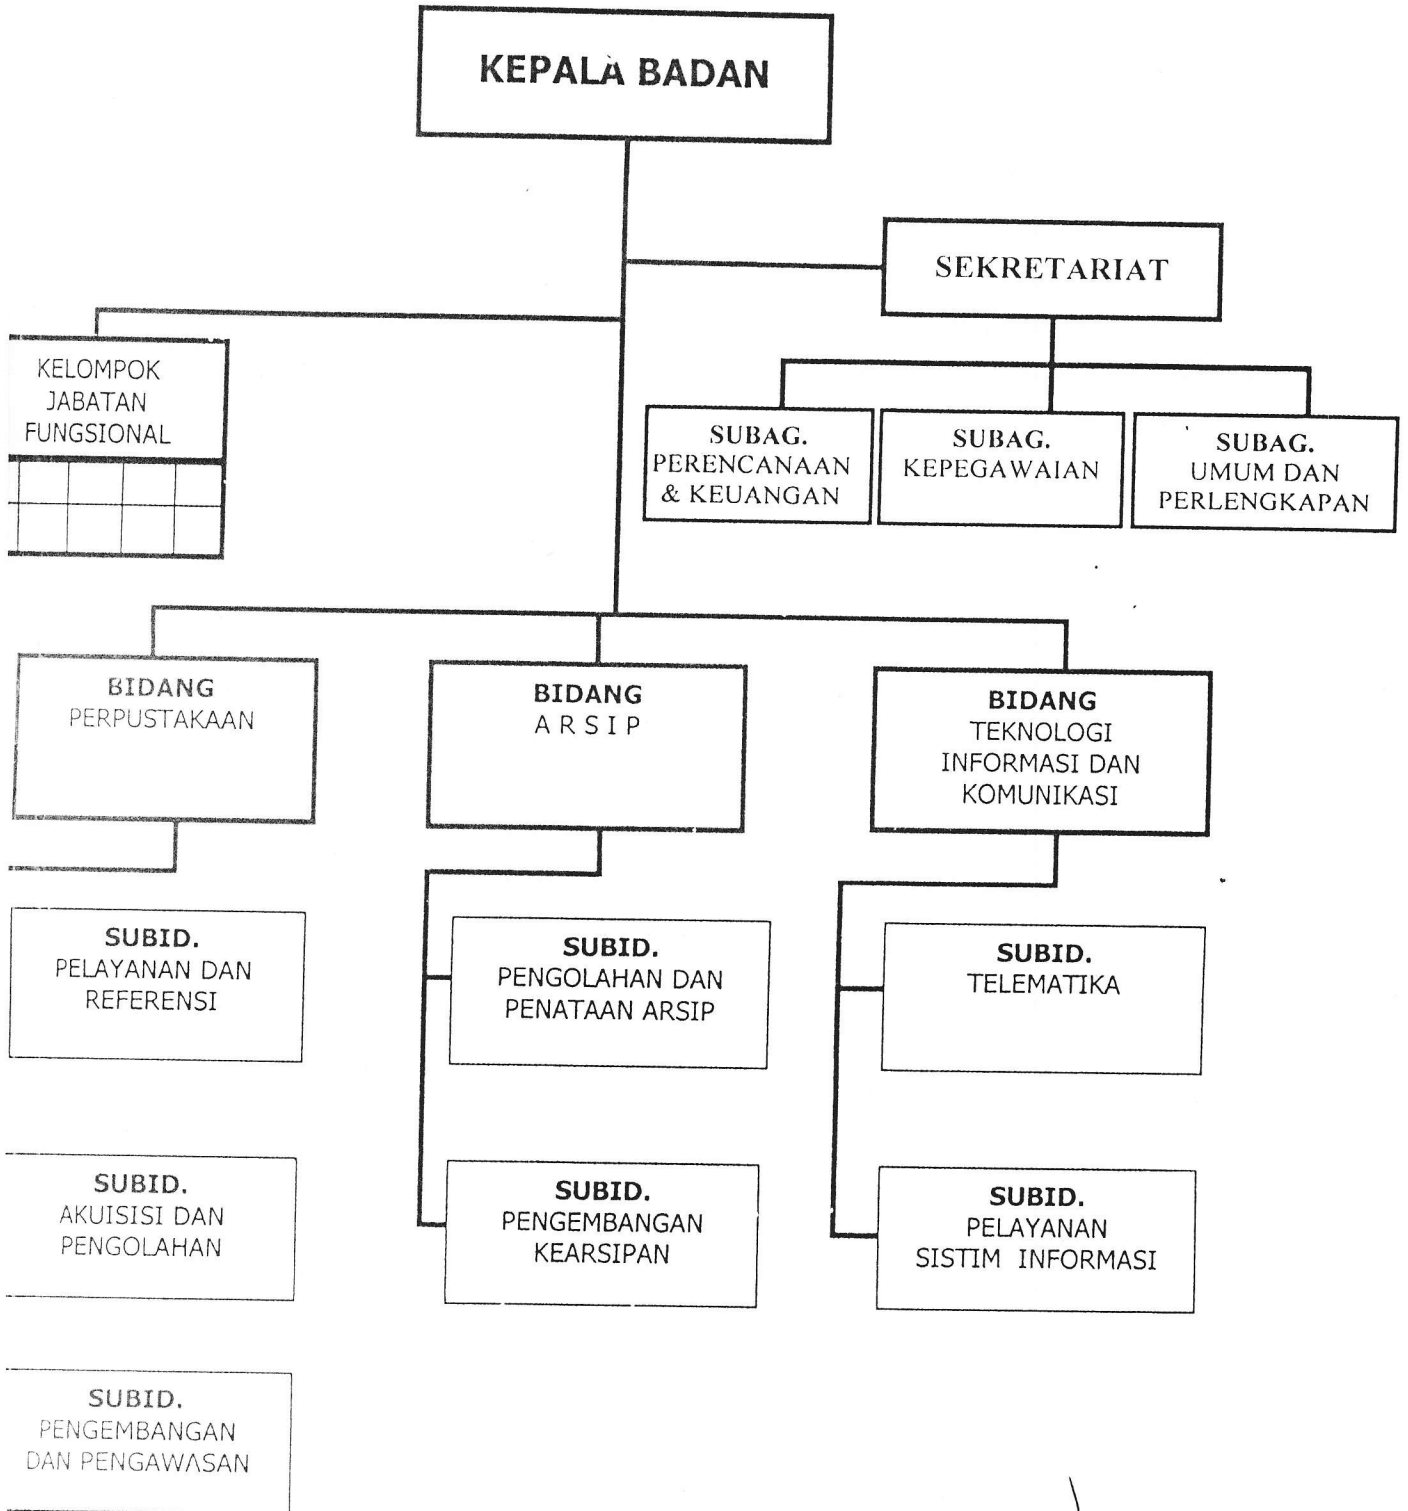 KEPALA BADAN
SEKRETARIAT
KELOMPOK
JABATAN
FUNGSIONAL
SUBAG.
PERENCANAAN
& KEUANGAN
SUBAG.
KEPEGAWAIAN
SUBAG.
UMUM DAN
PERLENGKAPAN
BIDANG
PERPUSTAKAAN
BIDANG
A R S I P
BIDANG
TEKNOLOGI
INFORMASI DAN
KOMUNIKASI
SUBID.
PELAYANAN DAN
REFERENSI
SUBID.
PENGOLAHAN DAN
PENATAAN ARSIP
SUBID.
TELEMATIKA
SUBID.
AKUISISI DAN
PENGOLAHAN
SUBID.
PENGEMBANGAN
KEARSIPAN
SUBID.
PELAYANAN
SISTIM INFORMASI
SUBID.
PENGEMBANGAN
DAN PENGAWASAN